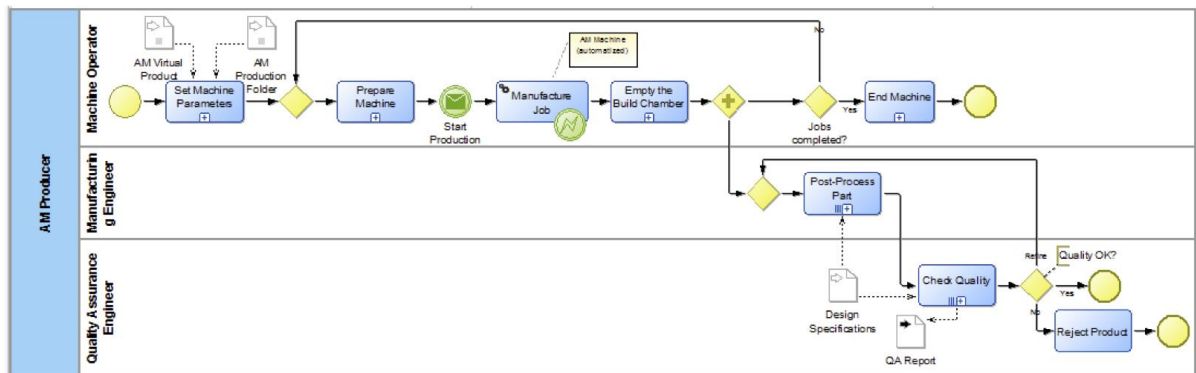 AM Producer
Machine Operator
AM Virtual
Product
AM
Production
Folder
Set Machine
Parameters
Prepare
Machine
Start
Production
AM Machine
(automatized)
Manufacture
Job
Empty the
Build Chamber
No
Jobs
completed?
Yes
End Machine
Manufacturin
g Engineer
Post-Process
Part
Quality Assurance
Engineer
Design
Specifications
Check Quality
QA Report
Refine
Quality OK?
Yes
No
Reject Product